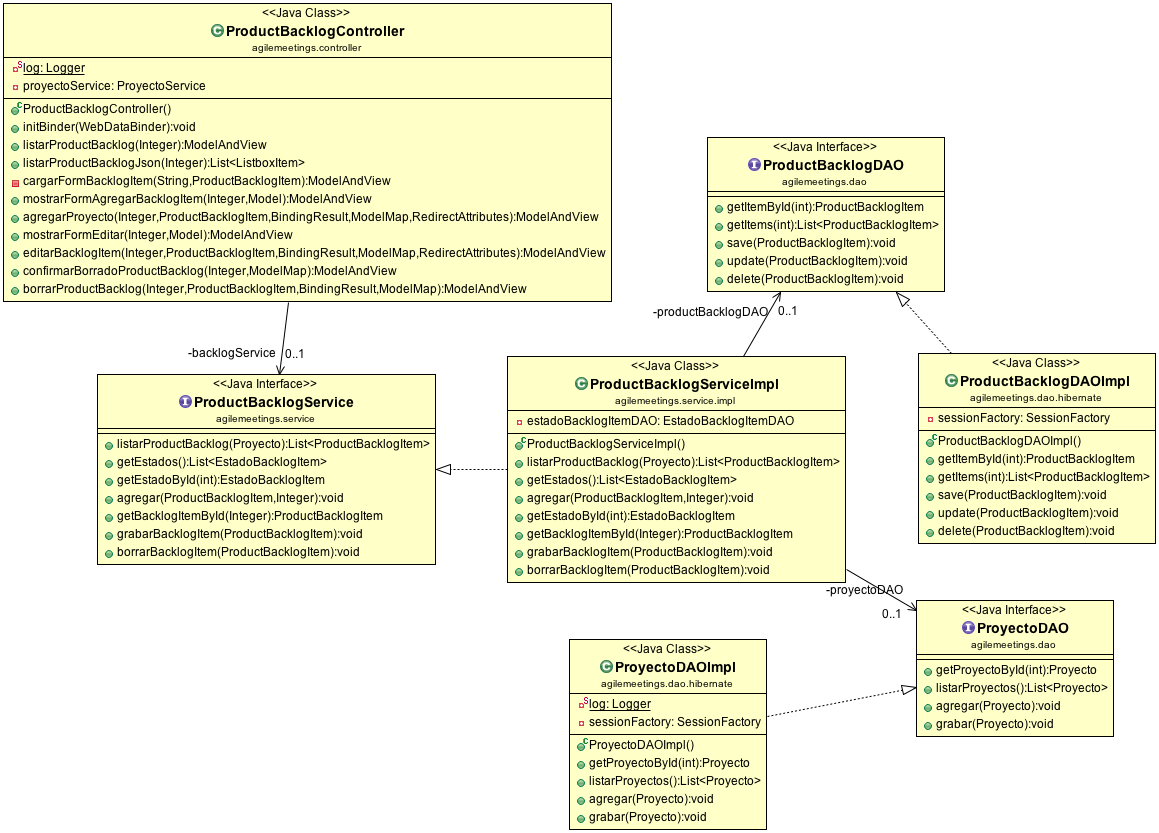 <<Java Class>>
ProductBacklogController
agilemeetings.controller
log: Logger
proyectoService: ProyectoService
ProductBacklogController()
initBinder(WebDataBinder):void
listarProductBacklog(Integer):ModelAndView
listarProductBacklogJson(Integer):List<ListboxItem>
cargarFormBacklogItem(String,ProductBacklogItem):ModelAndView
mostrarFormAgregarBacklogItem(Integer,Model):ModelAndView
agregarProyecto(Integer,ProductBacklogItem,BindingResult,ModelMap,RedirectAttributes):ModelAndView
mostrarFormEditar(Integer,Model):ModelAndView
editarBacklogItem(Integer,ProductBacklogItem,BindingResult,ModelMap,RedirectAttributes):ModelAndView
confirmarBorradoProductBacklog(Integer,ModelMap):ModelAndView
borrarProductBacklog(Integer,ProductBacklogItem,BindingResult,ModelMap):ModelAndView
-backlogService
0..1
<<Java Interface>>
ProductBacklogService
agilemeetings.service
listarProductBacklog(Proyecto):List<ProductBacklogItem>
getEstados():List<EstadoBacklogItem>
getEstadoById(int):EstadoBacklogItem
agregar(ProductBacklogItem,Integer):void
getBacklogItemById(Integer):ProductBacklogItem
grabarBacklogItem(ProductBacklogItem):void
borrarBacklogItem(ProductBacklogItem):void
<<Java Interface>>
ProductBacklogDAO
agilemeetings.dao
getItemById(int):ProductBacklogItem
getItems(int):List<ProductBacklogItem>
save(ProductBacklogItem):void
update(ProductBacklogItem):void
delete(ProductBacklogItem):void
-productBacklogDAO
0..1
<<Java Class>>
ProductBacklogServiceImpl
agilemeetings.service.impl
estadoBacklogItemDAO: EstadoBacklogItemDAO
ProductBacklogServiceImpl()
listarProductBacklog(Proyecto):List<ProductBacklogItem>
getEstados():List<EstadoBacklogItem>
agregar(ProductBacklogItem,Integer):void
getEstadoById(int):EstadoBacklogItem
getBacklogItemById(Integer):ProductBacklogItem
grabarBacklogItem(ProductBacklogItem):void
borrarBacklogItem(ProductBacklogItem):void
<<Java Class>>
ProductBacklogDAOImpl
agilemeetings.dao.hibernate
sessionFactory: SessionFactory
ProductBacklogDAOImpl()
getItemById(int):ProductBacklogItem
getItems(int):List<ProductBacklogItem>
save(ProductBacklogItem):void
update(ProductBacklogItem):void
delete(ProductBacklogItem):void
-proyectoDAO
0..1
<<Java Interface>>
ProyectoDAO
agilemeetings.dao
getProyectoById(int):Proyecto
listarProyectos():List<Proyecto>
agregar(Proyecto):void
grabar(Proyecto):void
<<Java Class>>
ProyectoDAOImpl
agilemeetings.dao.hibernate
log: Logger
sessionFactory: SessionFactory
ProyectoDAOImpl()
getProyectoById(int):Proyecto
listarProyectos():List<Proyecto>
agregar(Proyecto):void
grabar(Proyecto):void